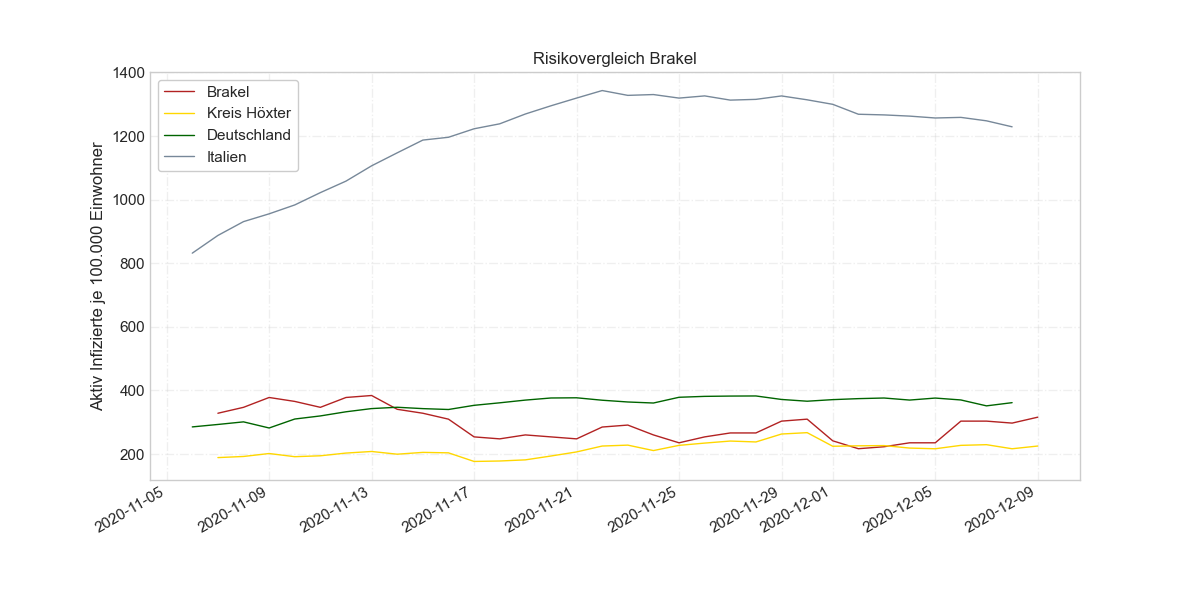 Risikovergleich Brakel
Aktiv Infizierte je 100.000 Einwohner
1400
1200
1000
800
600
400
200
Brakel
Kreis Höxter
Deutschland
Italien
2020-11-05
2020-11-09
2020-11-13
2020-11-17
2020-11-21
2020-11-25
2020-11-29
2020-12-01
2020-12-05
2020-12-09